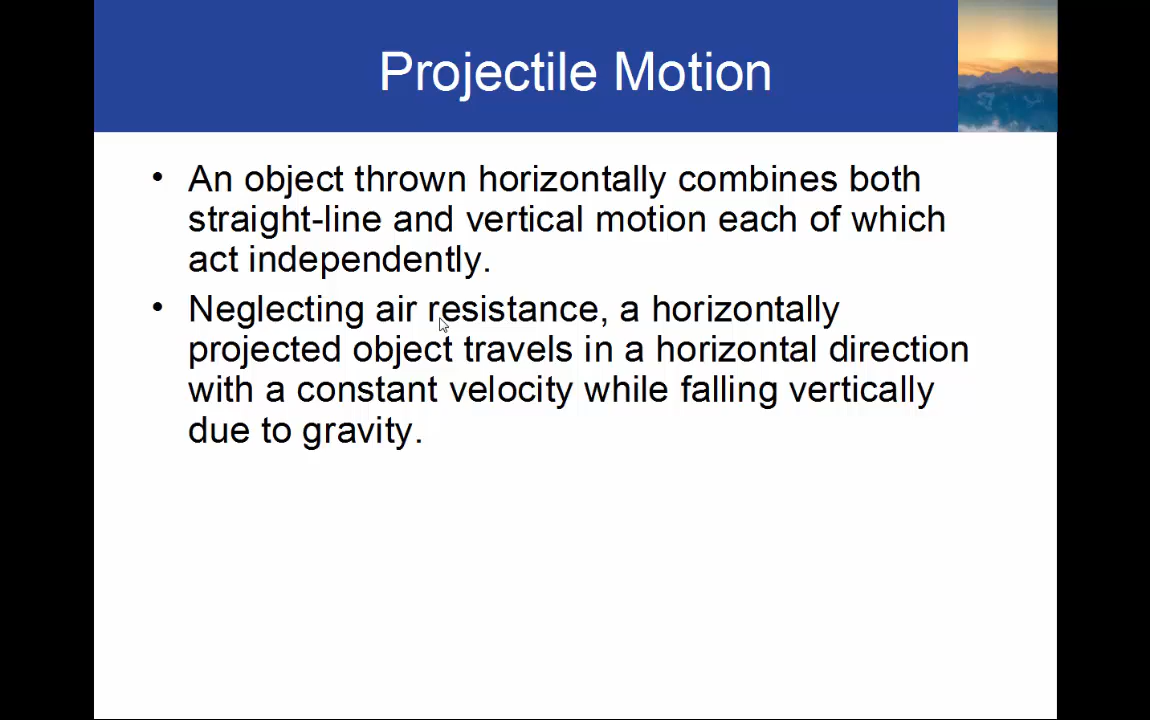 Projectile Motion
• An object thrown horizontally combines both
straight-line and vertical motion each of which
act independently.
• Neglecting air resistance, a horizontally
projected object travels in a horizontal direction
with a constant velocity while falling vertically
due to gravity.